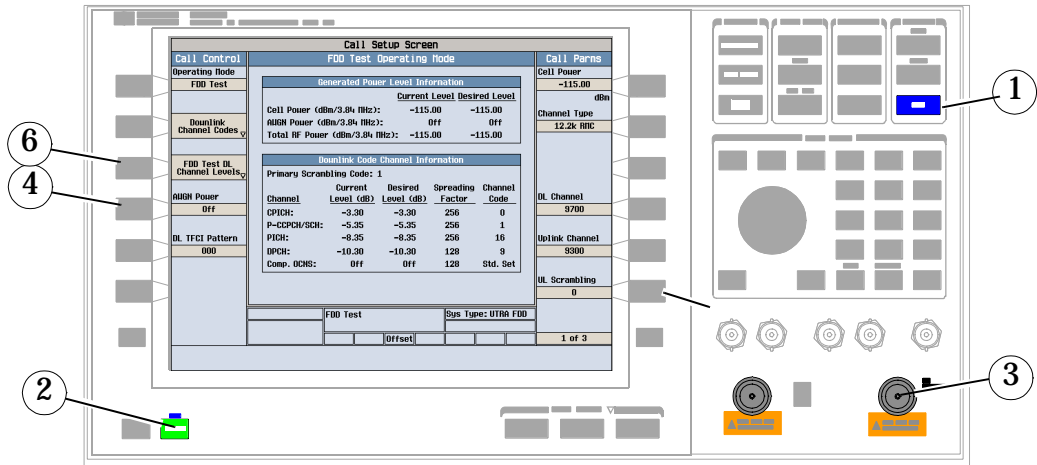 Call Setup Screen
Call Control
FDD Test Operating Mode
Call Parms
Operating Mode
FDD Test
Downlink
Channel Codes
FDD Test DL
Channel Levels
AWGN Power
Off
DL TFCI Pattern
000
Generated Power Level Information
Current Level Desired Level
Cell Power (dBm/3.84 MHz): -115.00 -115.00
AWGN Power (dBm/3.84 MHz): Off Off
Total RF Power (dBm/3.84 MHz): -115.00 -115.00
Downlink Code Channel Information
Primary Scrambling Code: 1
Current Desired Spreading Channel
Channel Level (dB) Level (dB) Factor Code
CPICH: -3.30 -3.30 256 0
P-CCPCH/SCH: -5.35 -5.35 256 1
PICH: -8.35 -8.35 256 16
DPCH: -10.30 -10.30 128 9
Comp. OCNS: Off Off 128 Std. Set
Cell Power
-115.00
dBm
Channel Type
12.2k RMC
DL Channel
9700
Uplink Channel
9300
UL Scrambling
0
FDD Test
Sys Type: UTRA FDD
Offset
1 of 3
1
6
4
2
3